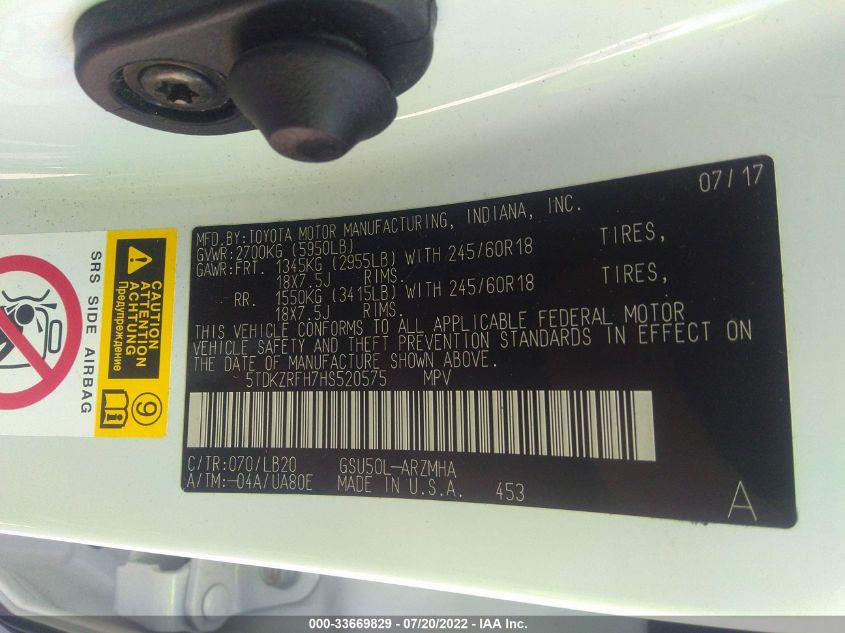 07/17
MFD.BY:TOYOTA MOTOR MANUFACTURING, INDIANA, INC.
GVWR:2700KG (5950LB)
GAWR:FRT. 1345KG (2955LB) WITH 245/60R18 TIRES,
18X7.5J RIMS.
RR. 1550KG (3415LB) WITH 245/60R18 TIRES,
18X7.5J RIMS.
THIS VEHICLE CONFORMS TO ALL APPLICABLE FEDERAL MOTOR
VEHICLE SAFETY AND THEFT PREVENTION STANDARDS IN EFFECT ON
THE DATE OF MANUFACTURE SHOWN ABOVE.
5TDKZRFH7HS520575 MPV
C/TR:070/LB20 GSU50L-ARZMHA
A/TM:-04A/UA80E MADE IN U.S.A. 453
A
CAUTION
ATTENTION
ACHTUNG
Предупреждение
SRS SIDE AIRBAG
9
000-33669829 - 07/20/2022 - IAA Inc.